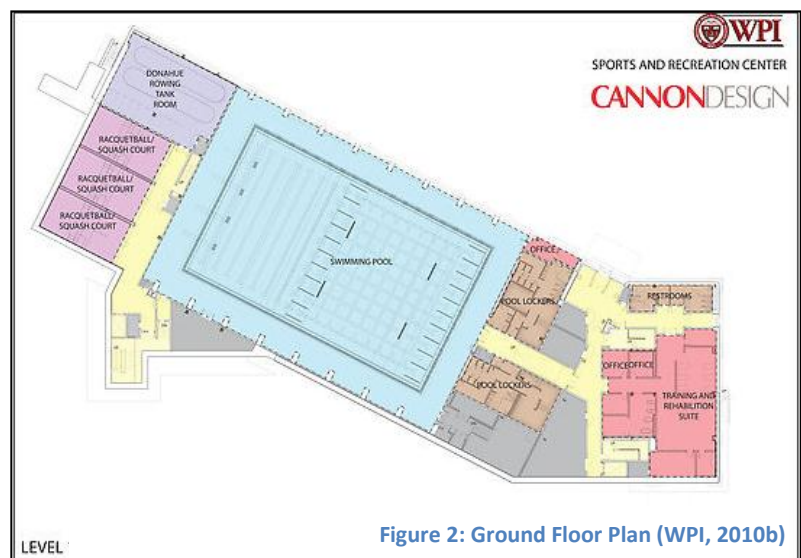 WPI
SPORTS AND RECREATION CENTER
CANNONDESIGN
DONAHUE
ROWING
TANK
ROOM
RACQUETBALL/
SQUASH COURT
RACQUETBALL/
SQUASH COURT
RACQUETBALL/
SQUASH COURT
SWIMMING POOL
OFFICE
POOL LOCKERS
RESTROOMS
POOL LOCKERS
OFFICE
OFFICE
TRAINING AND
REHABILITION
SUITE
LEVEL
Figure 2: Ground Floor Plan (WPI, 2010b)